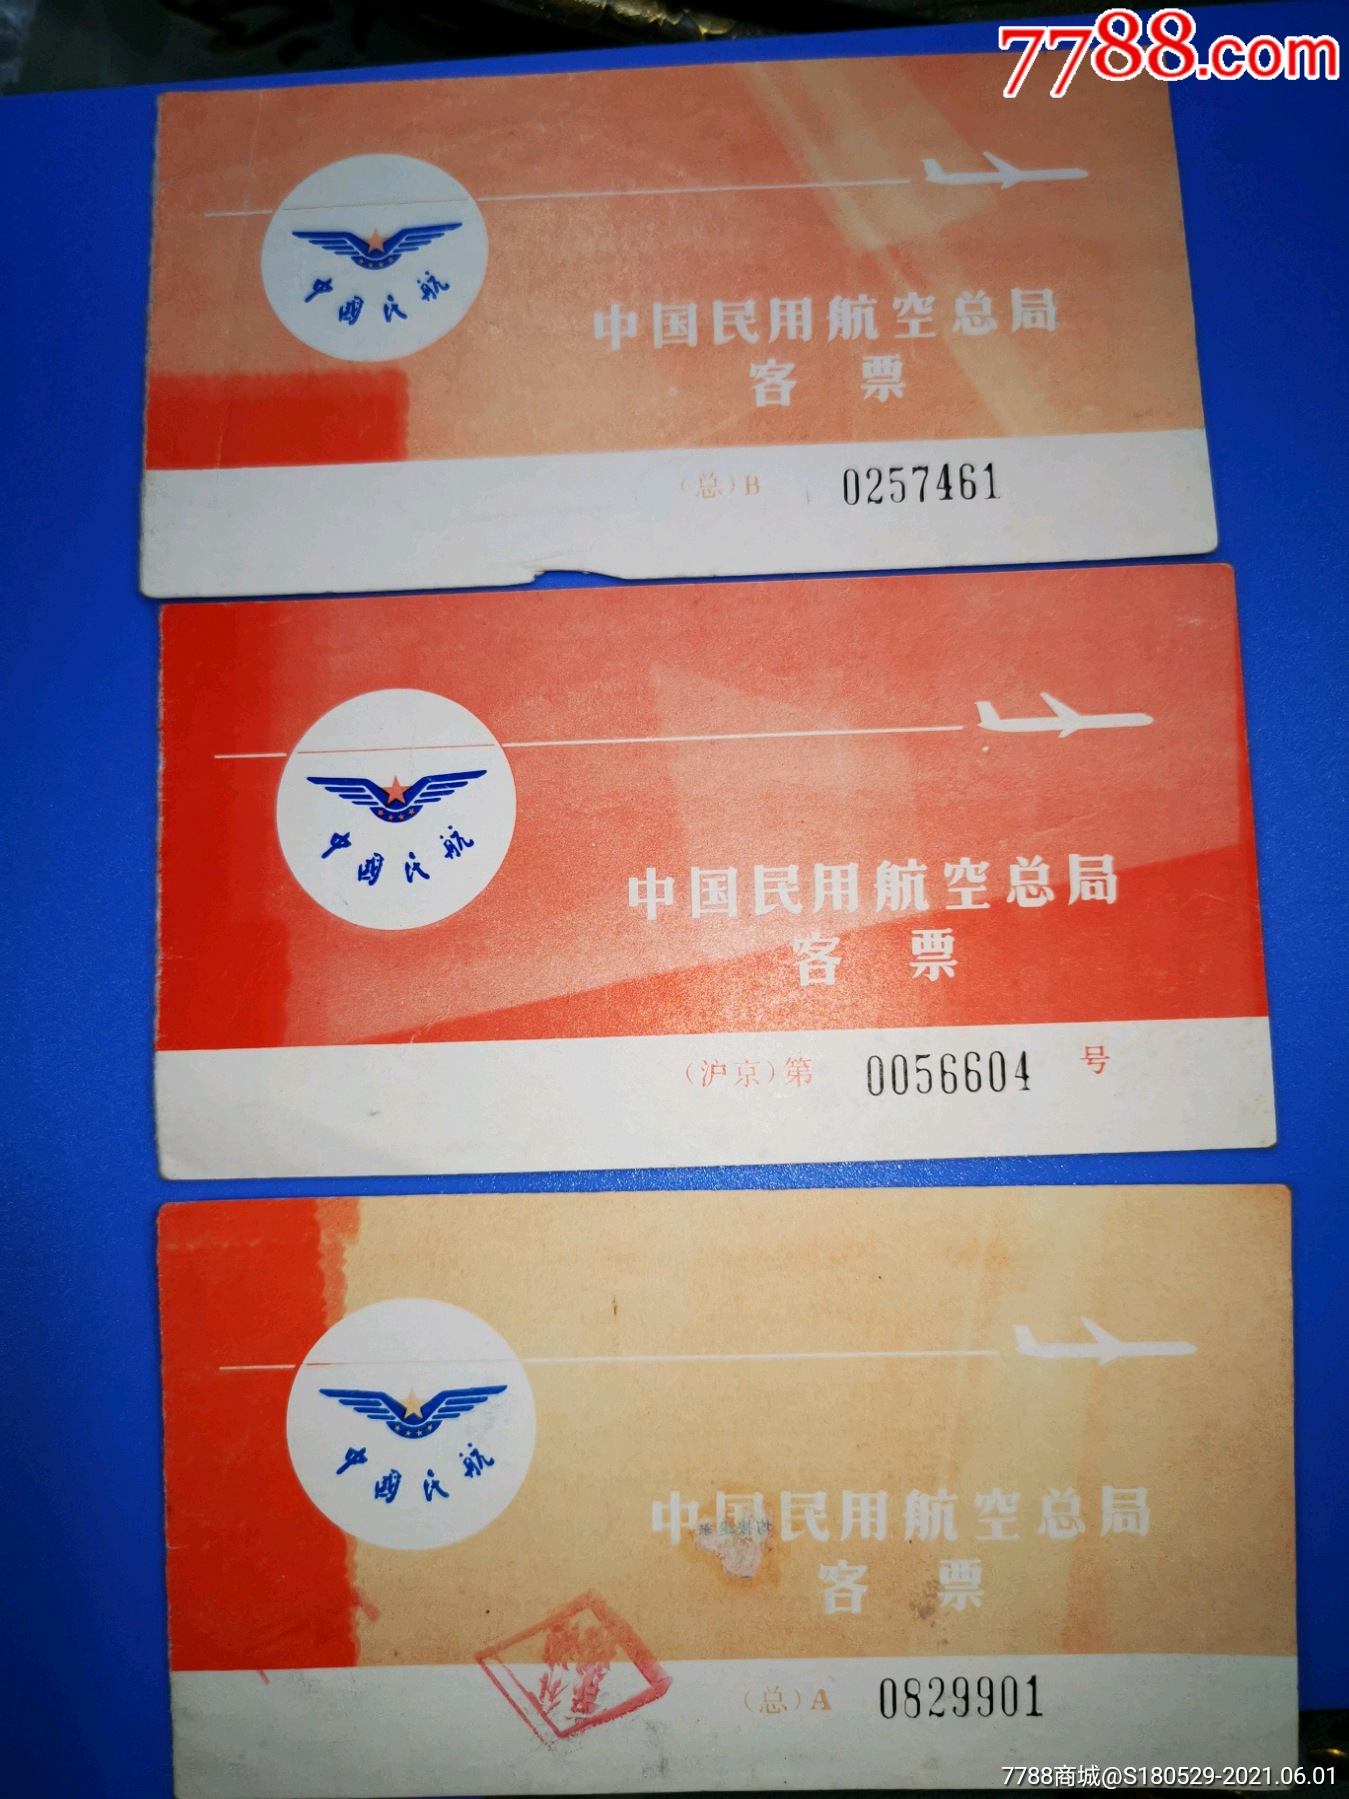 7788.com
中国民航
中国民用航空总局
客票
（总）B 0257461
中国民航
中国民用航空总局
客票
（沪京）第 0056604 号
中国民航
中国民用航空总局
客票
（总）A 0829901
7788商城@S180529-2021.06.01